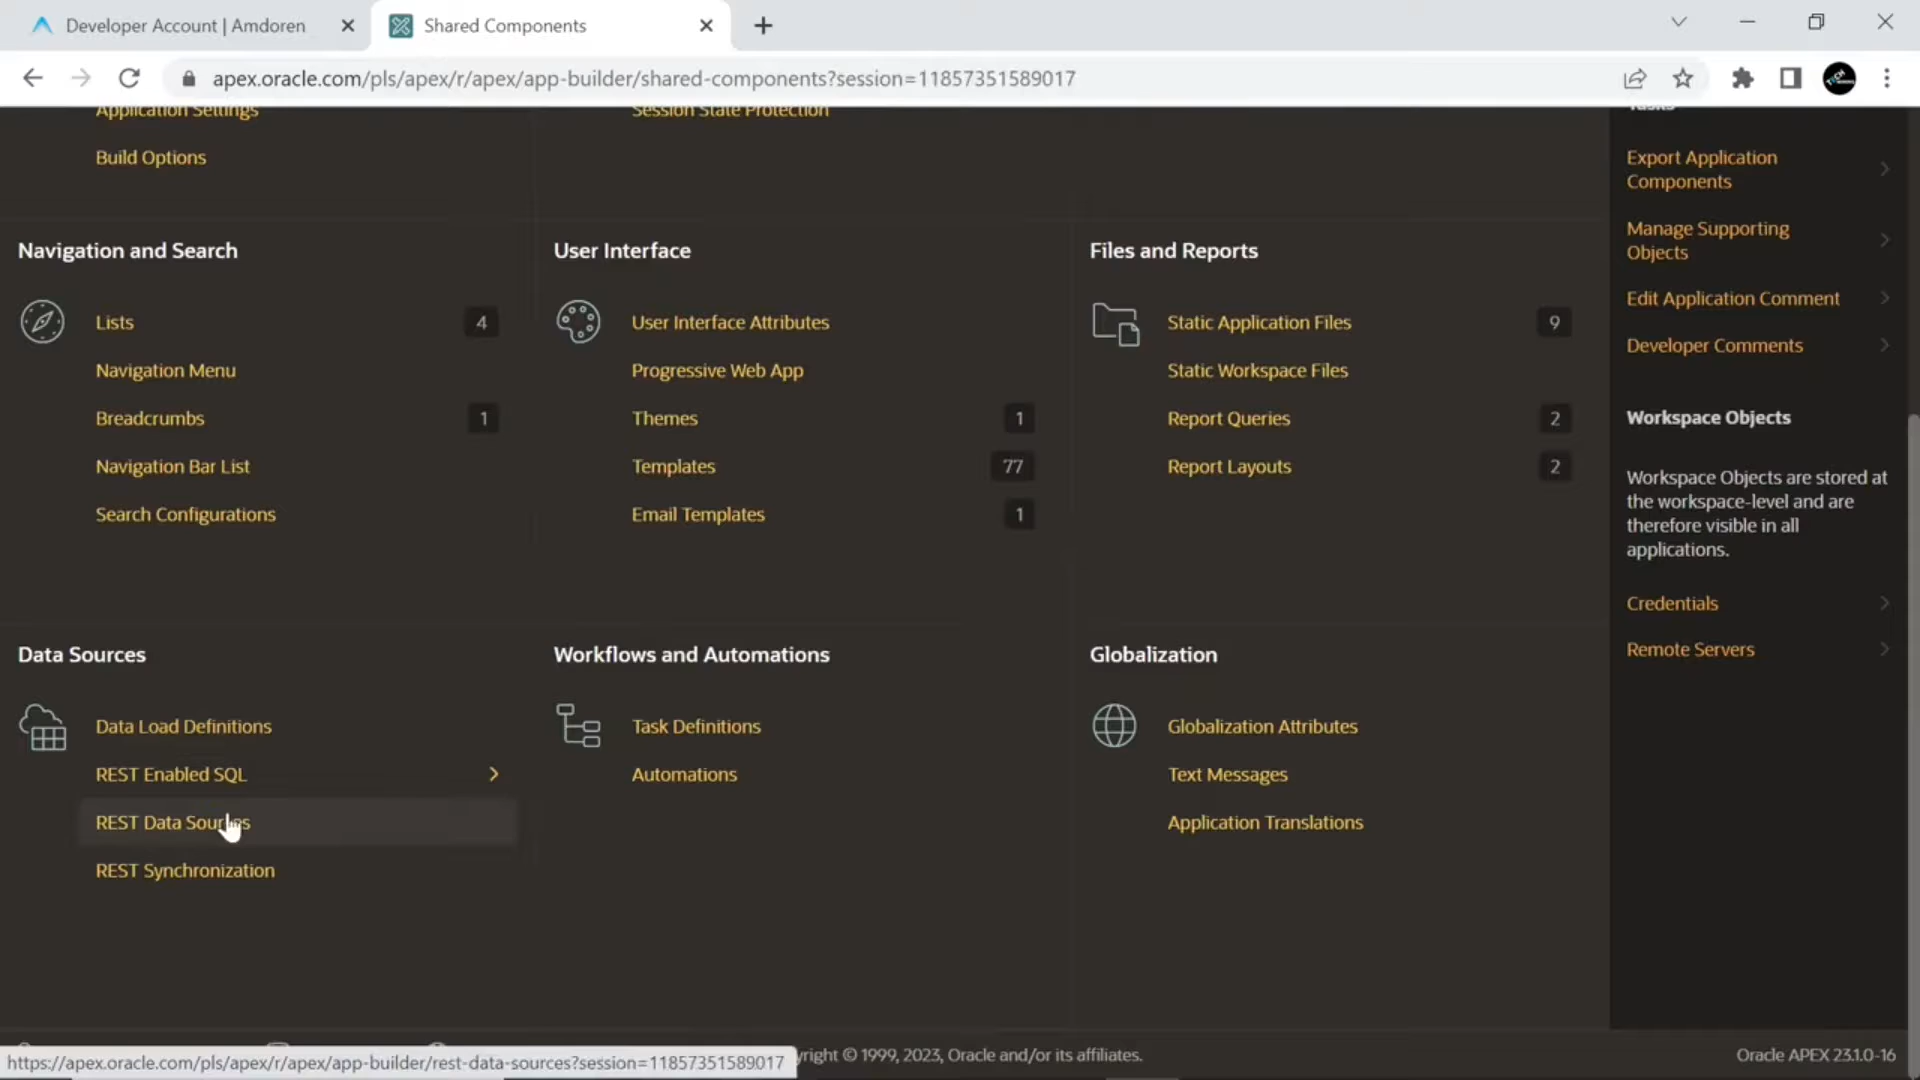 Developer Account | Amdoren
Shared Components
apex.oracle.com/pls/apex/r/apex/app-builder/shared-components?session=11857351589017
Application Settings
Build Options
Session State Protection
Tasks
Export Application
Components
Manage Supporting
Objects
Edit Application Comment
Developer Comments
Workspace Objects
Workspace Objects are stored at
the workspace-level and are
therefore visible in all
applications.
Credentials
Remote Servers
Navigation and Search
Lists 4
Navigation Menu
Breadcrumbs 1
Navigation Bar List
Search Configurations
User Interface
User Interface Attributes
Progressive Web App
Themes 1
Templates 77
Email Templates 1
Files and Reports
Static Application Files 9
Static Workspace Files
Report Queries 2
Report Layouts 2
Data Sources
Data Load Definitions
REST Enabled SQL
REST Data Sources
REST Synchronization
Workflows and Automations
Task Definitions
Automations
Globalization
Globalization Attributes
Text Messages
Application Translations
https://apex.oracle.com/pls/apex/r/apex/app-builder/rest-data-sources?session=11857351589017
yright © 1999, 2023, Oracle and/or its affiliates.
Oracle APEX 23.1.0-16